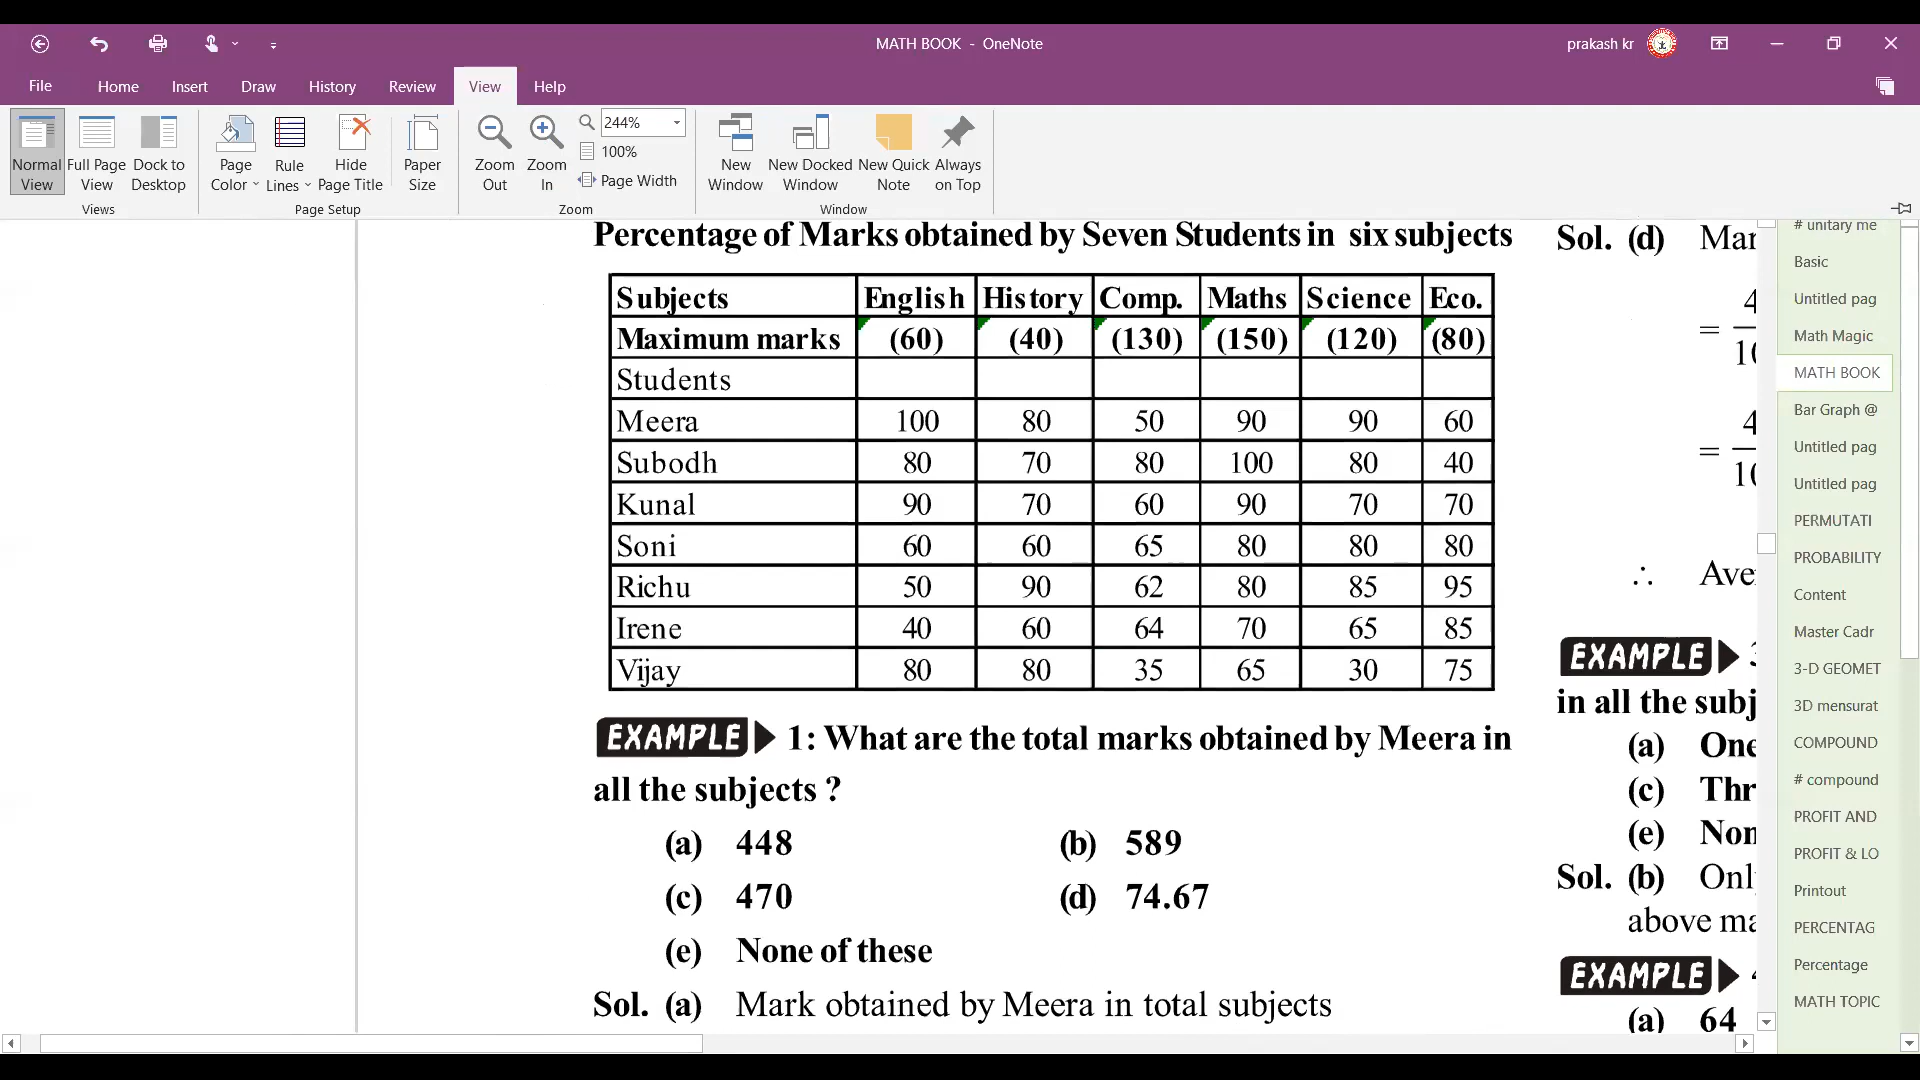 MATH BOOK - OneNote
prakash kr
File Home Insert Draw History Review View Help
Normal View
Full Page View
Dock to Desktop
Views
Page Color
Rule Lines
Hide Page Title
Paper Size
Page Setup
Zoom Out
Zoom In
244%
100%
Page Width
Zoom
New Window
New Docked Window
New Quick Note
Always on Top
Window
Percentage of Marks obtained by Seven Students in six subjects
Subjects English History Comp. Maths Science Eco.
Maximum marks (60) (40) (130) (150) (120) (80)
Students
Meera 100 80 50 90 90 60
Subodh 80 70 80 100 80 40
Kunal 90 70 60 90 70 70
Soni 60 60 65 80 80 80
Richu 50 90 62 80 85 95
Irene 40 60 64 70 65 85
Vijay 80 80 35 65 30 75
EXAMPLE 1: What are the total marks obtained by Meera in
all the subjects ?
(a) 448 (b) 589
(c) 470 (d) 74.67
(e) None of these
Sol. (a) Mark obtained by Meera in total subjects
Sol. (d) Mar
=
=
∴ Ave
EXAMPLE
in all the subj
(a) One
(c) Thr
(e) Non
Sol. (b) Onl
above ma
EXAMPLE
(a) 64
# unitary me
Basic
Untitled pag
Math Magic
MATH BOOK
Bar Graph @
Untitled pag
Untitled pag
PERMUTATI
PROBABILITY
Content
Master Cadr
3-D GEOMET
3D mensurat
COMPOUND
# compound
PROFIT AND
PROFIT & LO
Printout
PERCENTAG
Percentage
MATH TOPIC